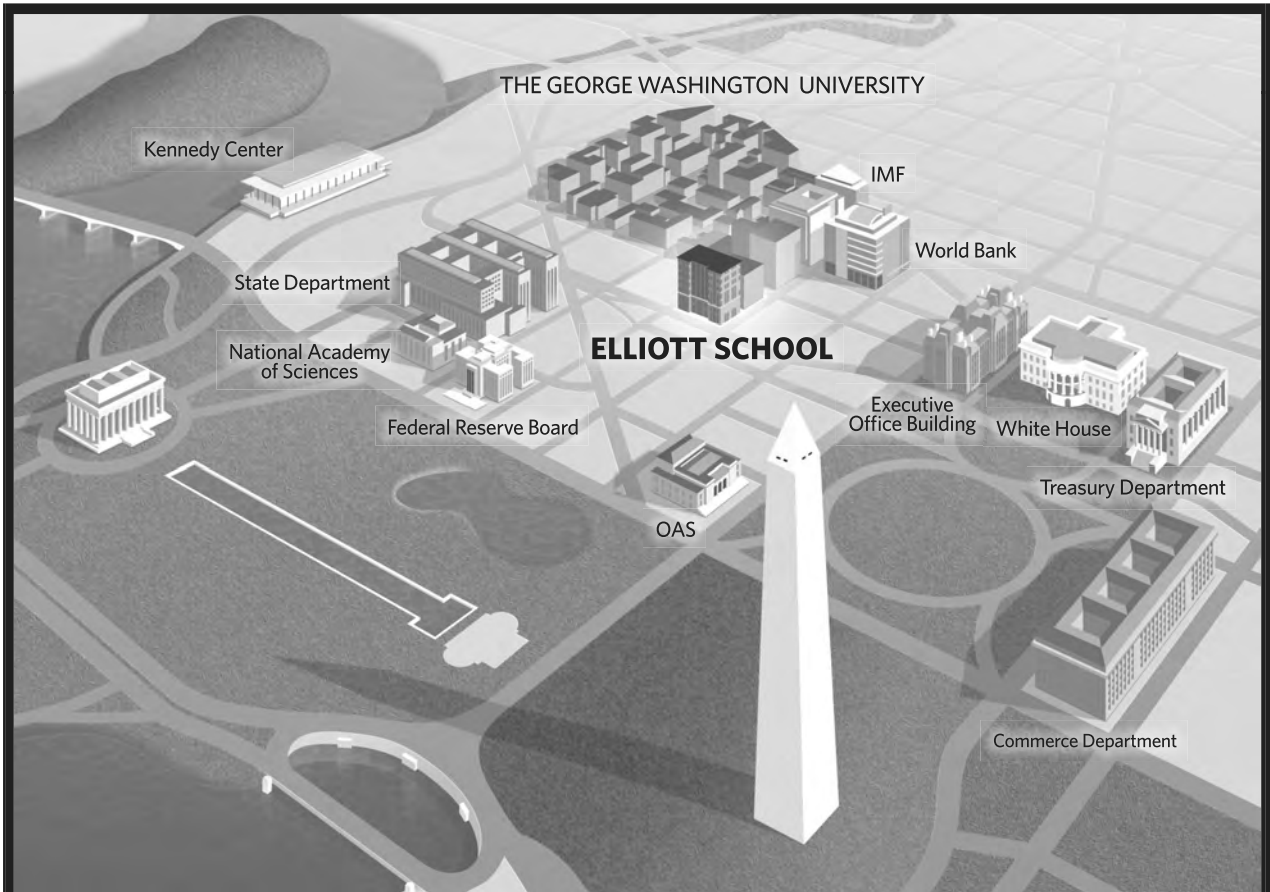 THE GEORGE WASHINGTON UNIVERSITY
Kennedy Center
IMF
World Bank
State Department
ELLIOTT SCHOOL
National Academy
of Sciences
Executive
Office Building
White House
Federal Reserve Board
Treasury Department
OAS
Commerce Department